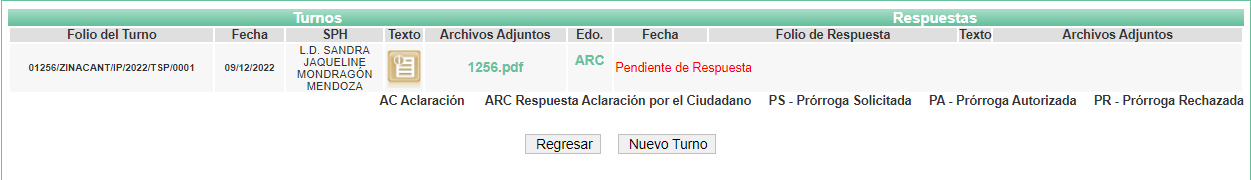 Turnos Respuestas
Folio del Turno Fecha SPH Texto Archivos Adjuntos Edo. Fecha Folio de Respuesta Texto Archivos Adjuntos
01256/ZINACANT/IP/2022/TSP/0001 09/12/2022 L.D. SANDRA JAQUELINE MONDRAGÓN MENDOZA 1256.pdf ARC Pendiente de Respuesta
AC Aclaración ARC Respuesta Aclaración por el Ciudadano PS - Prórroga Solicitada PA - Prórroga Autorizada PR - Prórroga Rechazada
Regresar Nuevo Turno